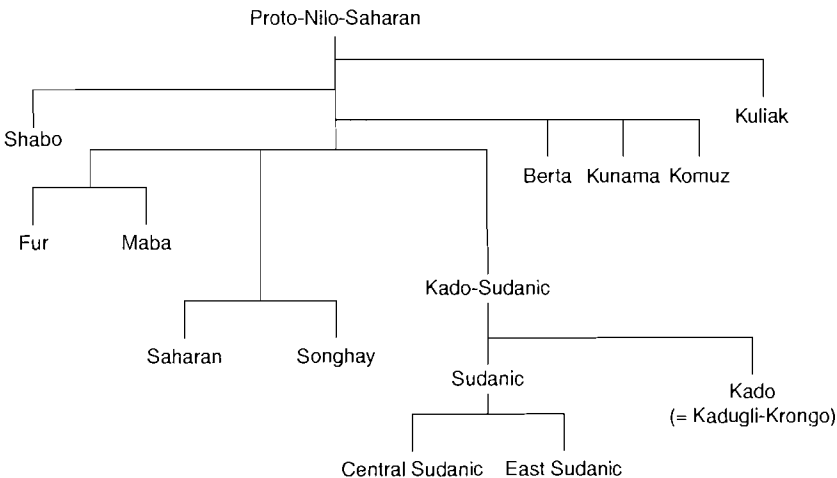 Proto-Nilo-Saharan
Kuliak
Shabo
Berta Kunama Komuz
Fur Maba
Kado-Sudanic
Saharan Songhay
Sudanic
Kado
(= Kadugli-Krongo)
Central Sudanic East Sudanic